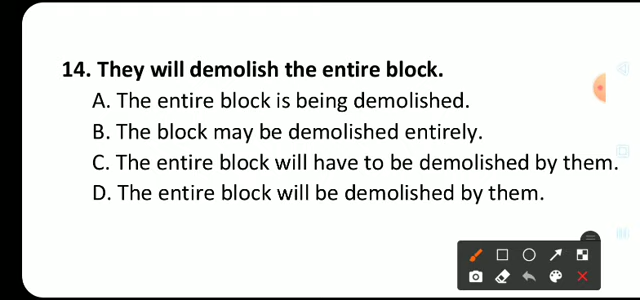 14. They will demolish the entire block.
A. The entire block is being demolished.
B. The block may be demolished entirely.
C. The entire block will have to be demolished by them.
D. The entire block will be demolished by them.